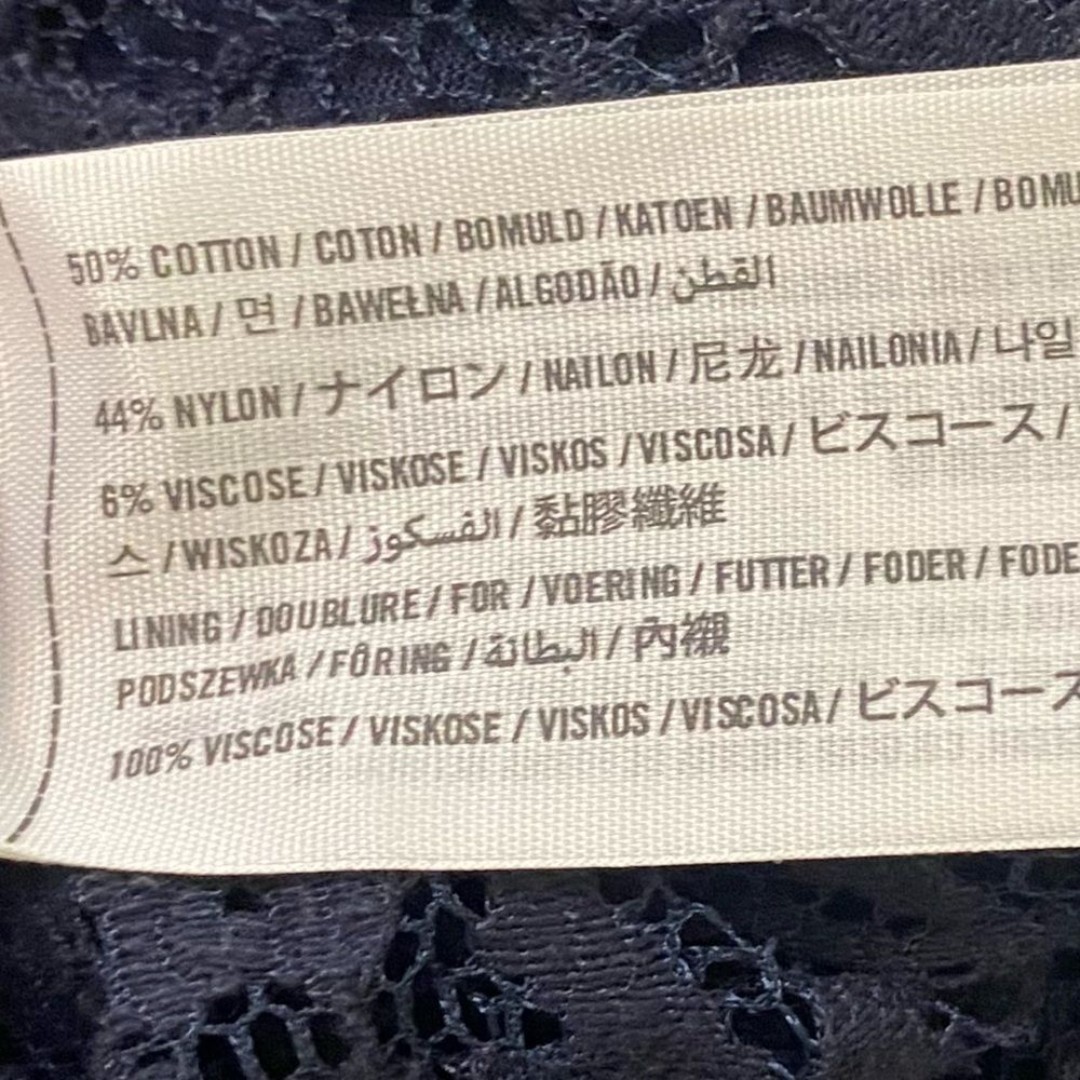 50% COTTON / COTON / BOMULD / KATOEN / BAUMWOLLE / BOMU
BAVLNA / 면 / BAWEŁNA / ALGODÃO / القطن
44% NYLON / ナイロン / NAILON / 尼龙 / NAILONIA / 나일
6% VISCOSE / VISKOSE / VISKOS / VISCOSA / ビスコース /
스 / WISKOZA / الفسكوز / 黏膠纖維
LINING / DOUBLURE / FOR / VOERING / FUTTER / FODER / FODE
PODSZEWKA / FÔRING / البطانة / 內襯
100% VISCOSE / VISKOSE / VISKOS / VISCOSA / ビスコース